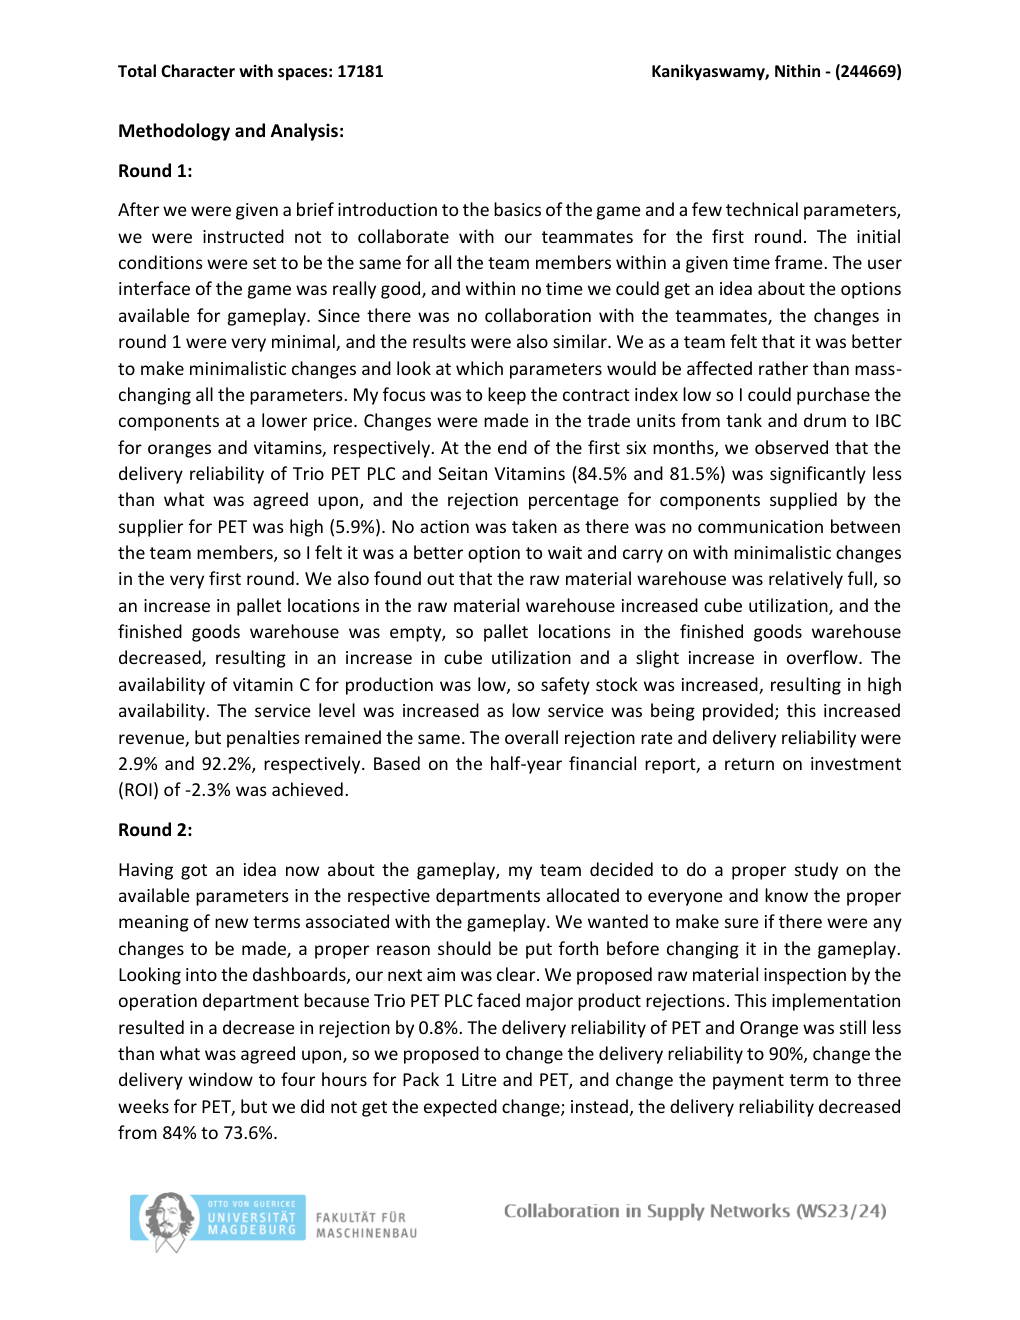 Total Character with spaces: 17181
Kanikyaswamy, Nithin - (244669)
Methodology and Analysis:
Round 1:
After we were given a brief introduction to the basics of the game and a few technical parameters,
we were instructed not to collaborate with our teammates for the first round. The initial
conditions were set to be the same for all the team members within a given time frame. The user
interface of the game was really good, and within no time we could get an idea about the options
available for gameplay. Since there was no collaboration with the teammates, the changes in
round 1 were very minimal, and the results were also similar. We as a team felt that it was better
to make minimalistic changes and look at which parameters would be affected rather than mass-
changing all the parameters. My focus was to keep the contract index low so I could purchase the
components at a lower price. Changes were made in the trade units from tank and drum to IBC
for oranges and vitamins, respectively. At the end of the first six months, we observed that the
delivery reliability of Trio PET PLC and Seitan Vitamins (84.5% and 81.5%) was significantly less
than what was agreed upon, and the rejection percentage for components supplied by the
supplier for PET was high (5.9%). No action was taken as there was no communication between
the team members, so I felt it was a better option to wait and carry on with minimalistic changes
in the very first round. We also found out that the raw material warehouse was relatively full, so
an increase in pallet locations in the raw material warehouse increased cube utilization, and the
finished goods warehouse was empty, so pallet locations in the finished goods warehouse
decreased, resulting in an increase in cube utilization and a slight increase in overflow. The
availability of vitamin C for production was low, so safety stock was increased, resulting in high
availability. The service level was increased as low service was being provided; this increased
revenue, but penalties remained the same. The overall rejection rate and delivery reliability were
2.9% and 92.2%, respectively. Based on the half-year financial report, a return on investment
(ROI) of -2.3% was achieved.
Round 2:
Having got an idea now about the gameplay, my team decided to do a proper study on the
available parameters in the respective departments allocated to everyone and know the proper
meaning of new terms associated with the gameplay. We wanted to make sure if there were any
changes to be made, a proper reason should be put forth before changing it in the gameplay.
Looking into the dashboards, our next aim was clear. We proposed raw material inspection by the
operation department because Trio PET PLC faced major product rejections. This implementation
resulted in a decrease in rejection by 0.8%. The delivery reliability of PET and Orange was still less
than what was agreed upon, so we proposed to change the delivery reliability to 90%, change the
delivery window to four hours for Pack 1 Litre and PET, and change the payment term to three
weeks for PET, but we did not get the expected change; instead, the delivery reliability decreased
from 84% to 73.6%.
OTTO VON GUERICKE
UNIVERSITÄT
MAGDEBURG
FAKULTÄT FÜR
MASCHINENBAU
Collaboration in Supply Networks (WS23/24)